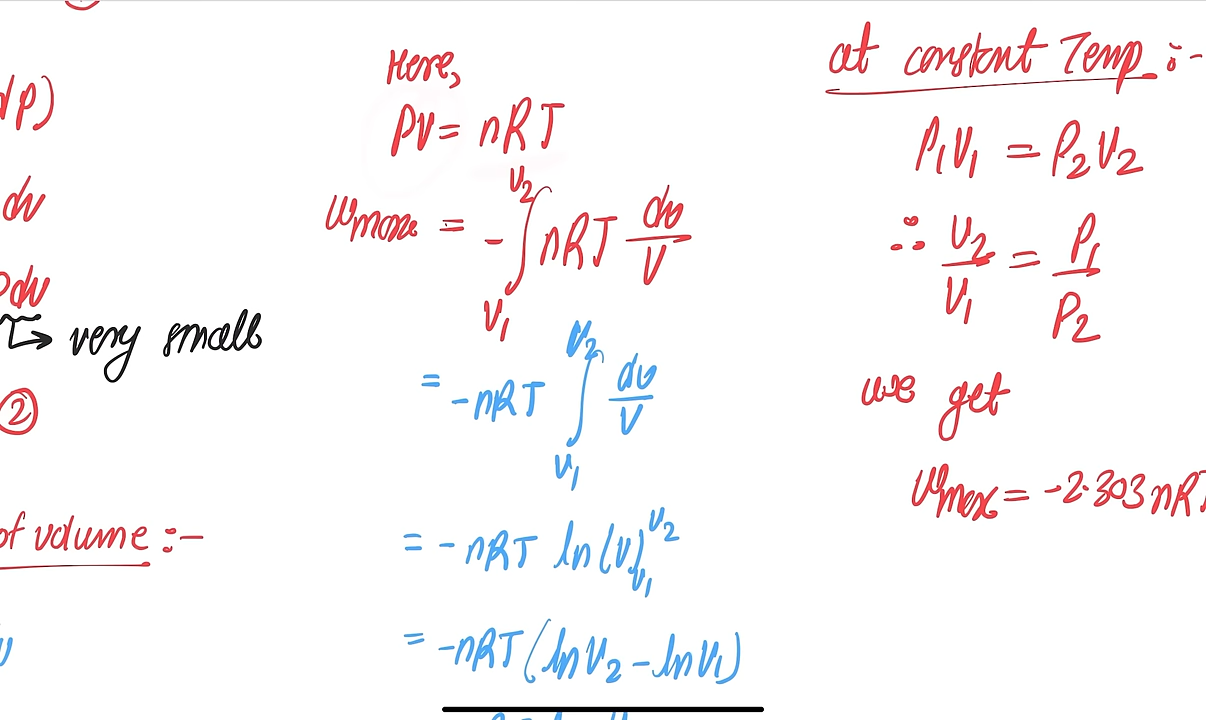 dP)
dv
Pdv
→ very small
②
of volume :-
Here,
PV = nRT
Wmax = - ∫ V₁ V₂ nRT dv/V
= -nRT ∫ V₁ V₂ dv/V
= - nRT ln(V) V₁ V₂
= -nRT (lnV₂ - lnV₁)
at constant Temp :-
P₁V₁ = P₂V₂
∴ V₂/V₁ = P₁/P₂
we get
Wmax = -2.303 nRT